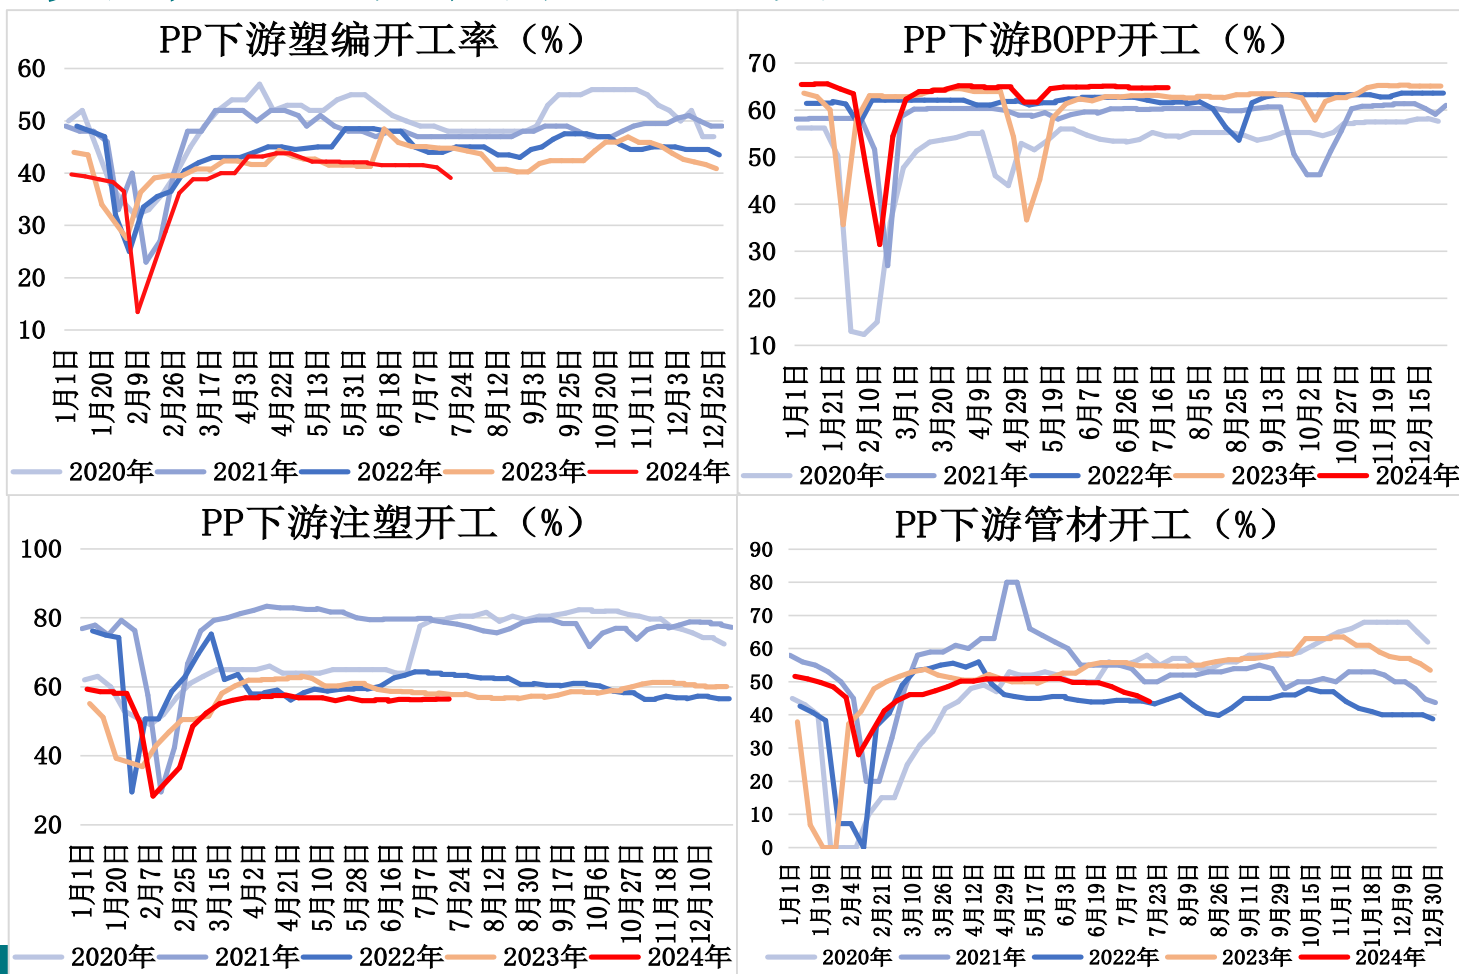 PP下游塑编开工率（%）
60
50
40
30
20
10
1月1日
1月20日
2月9日
2月26日
3月17日
4月3日
4月22日
5月13日
5月31日
6月18日
7月7日
7月24日
8月12日
9月3日
9月25日
10月20日
11月11日
12月3日
12月25日
2020年 2021年 2022年 2023年 2024年
PP下游BOPP开工（%）
70
60
50
40
30
20
10
1月1日
1月21日
2月10日
3月1日
3月20日
4月9日
4月29日
5月19日
6月7日
6月26日
7月16日
8月5日
8月25日
9月13日
10月2日
10月27日
11月19日
12月15日
2020年 2021年 2022年 2023年 2024年
PP下游注塑开工（%）
100
80
60
40
20
1月1日
1月20日
2月7日
2月25日
3月15日
4月2日
4月21日
5月10日
5月28日
6月16日
7月7日
7月24日
8月11日
8月30日
9月17日
10月6日
10月27日
11月18日
12月10日
2020年 2021年 2022年 2023年 2024年
PP下游管材开工（%）
90
80
70
60
50
40
30
20
10
0
1月1日
1月19日
2月4日
2月21日
3月10日
3月26日
4月12日
4月29日
5月17日
6月3日
6月19日
7月7日
7月23日
8月9日
8月26日
9月11日
9月29日
10月15日
11月1日
11月18日
12月9日
12月30日
2020年 2021年 2022年 2023年 2024年